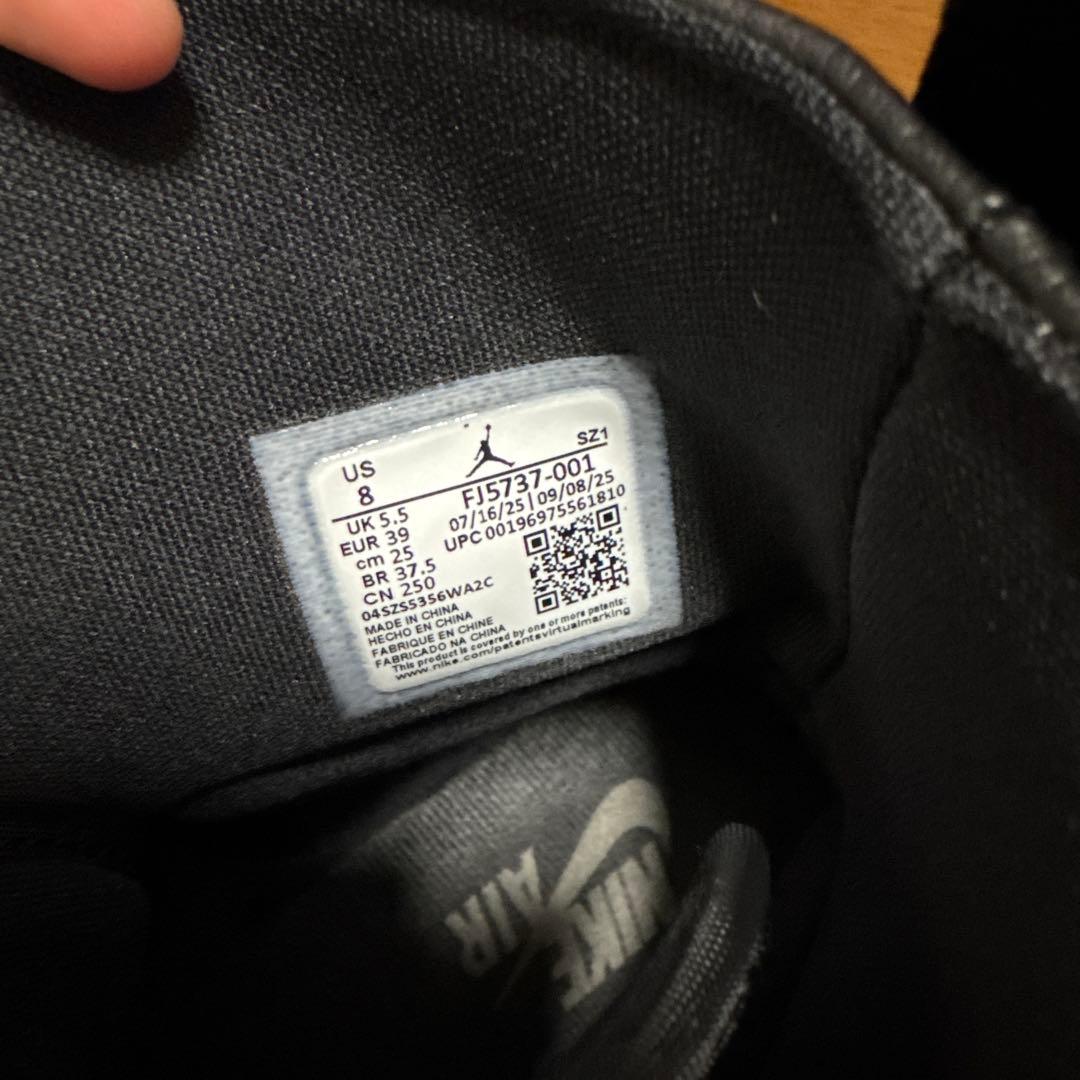 US
8
SZ1
FJ5737-001
07/16/25 | 09/08/25
UPC 00196975561810
UK 5.5
EUR 39
cm 25
BR 37.5
CN 250
04SZS5356WA2C
MADE IN CHINA
HECHO EN CHINA
FABRIQUE EN CHINE
FABRICADO NA CHINA
This product is covered by one or more patents:
www.nike.com/patentsvirtualmarking
NIKE
AIR